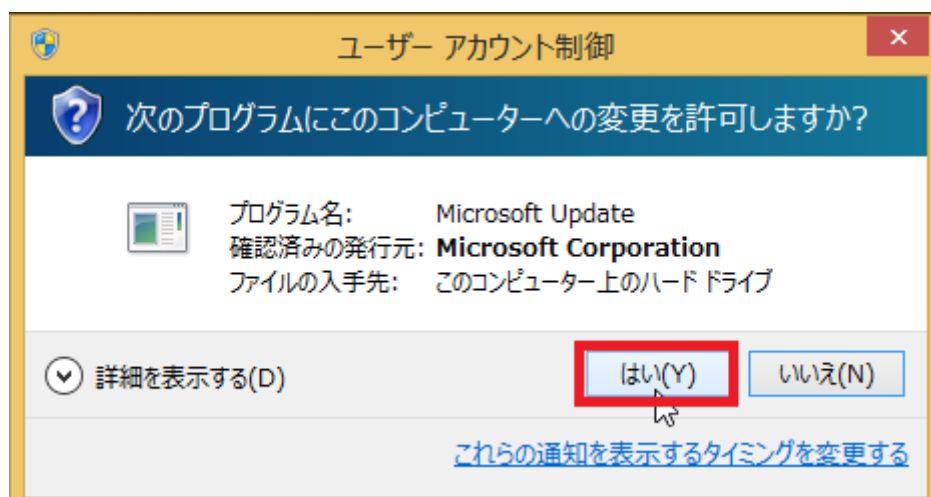 ユーザー アカウント制御
次のプログラムにこのコンピューターへの変更を許可しますか?
プログラム名: Microsoft Update
確認済みの発行元: Microsoft Corporation
ファイルの入手先: このコンピューター上のハード ドライブ
詳細を表示する(D) はい(Y) いいえ(N)
これらの通知を表示するタイミングを変更する